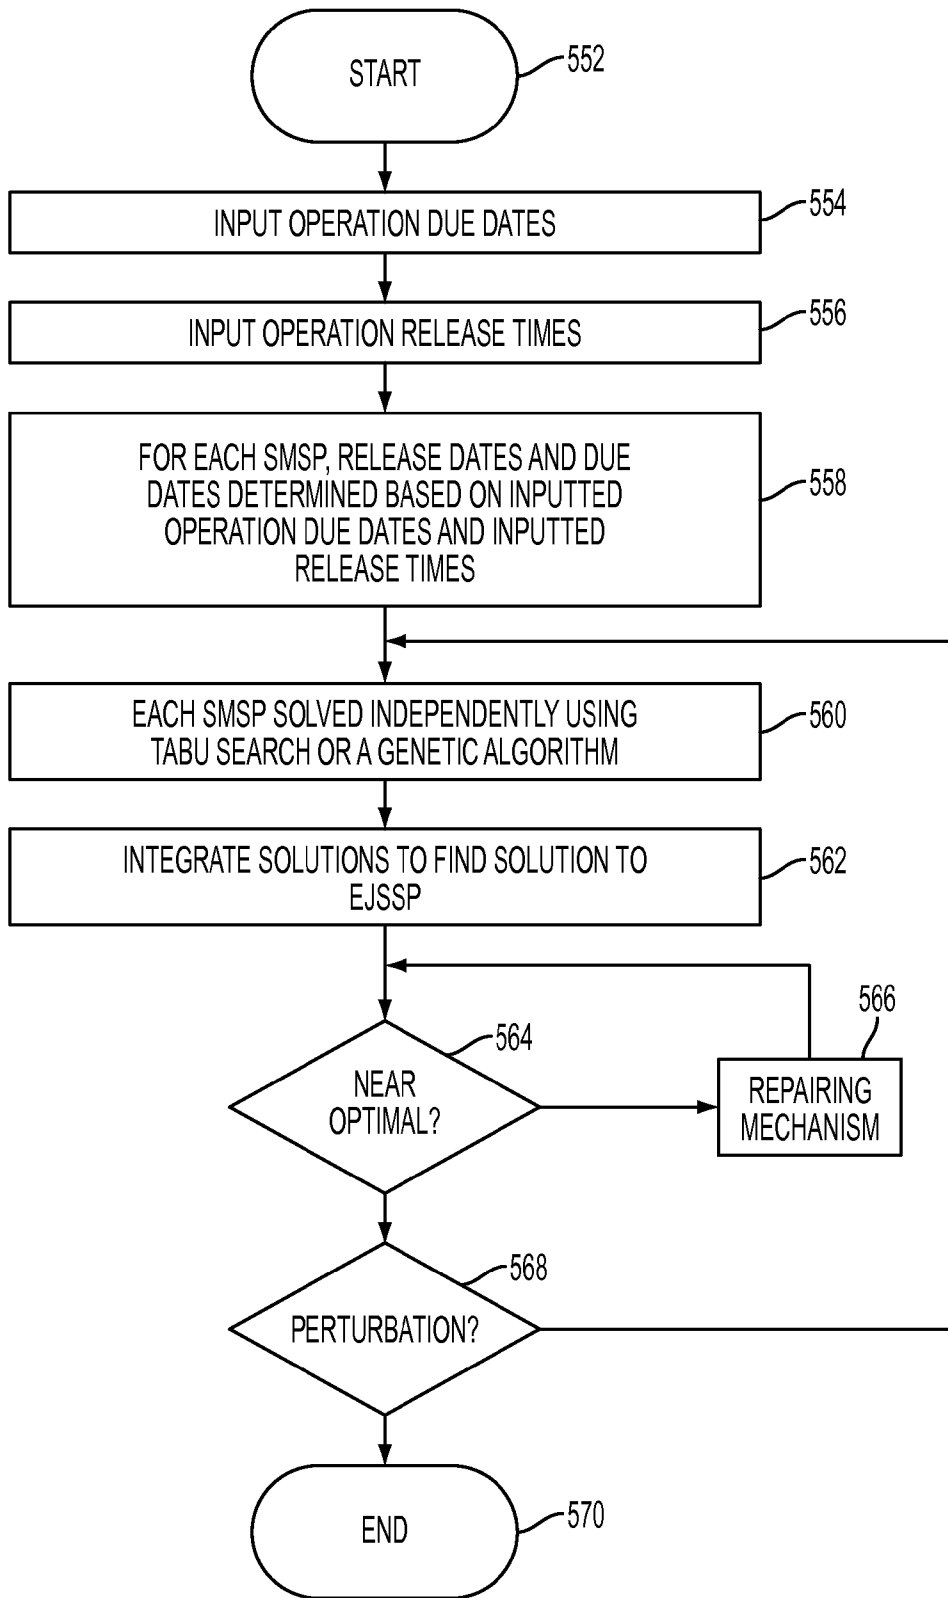 START
552
INPUT OPERATION DUE DATES
554
INPUT OPERATION RELEASE TIMES
556
FOR EACH SMSP, RELEASE DATES AND DUE
DATES DETERMINED BASED ON INPUTTED
OPERATION DUE DATES AND INPUTTED
RELEASE TIMES
558
EACH SMSP SOLVED INDEPENDENTLY USING
TABU SEARCH OR A GENETIC ALGORITHM
560
INTEGRATE SOLUTIONS TO FIND SOLUTION TO
EJSSP
562
NEAR
OPTIMAL?
564
REPAIRING
MECHANISM
566
PERTURBATION?
568
END
570